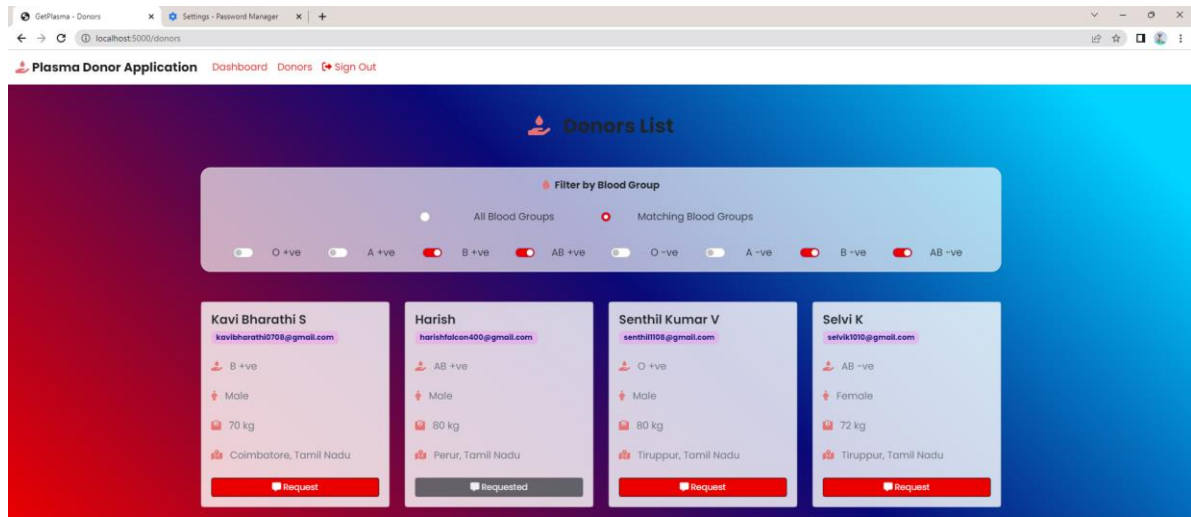 GetPlasma - Donors
Settings - Password Manager
localhost:5000/donors
Plasma Donor Application Dashboard Donors Sign Out
Donors List
Filter by Blood Group
All Blood Groups Matching Blood Groups
O +ve A +ve B +ve AB +ve O -ve A -ve B -ve AB -ve
Kavi Bharathi S
kavibharathi0708@gmail.com
B +ve
Male
70 kg
Coimbatore, Tamil Nadu
Request
Harish
harishfalcon400@gmail.com
AB +ve
Male
80 kg
Perur, Tamil Nadu
Requested
Senthil Kumar V
senthil1108@gmail.com
O +ve
Male
80 kg
Tiruppur, Tamil Nadu
Request
Selvi K
selvik1010@gmail.com
AB -ve
Female
72 kg
Tiruppur, Tamil Nadu
Request